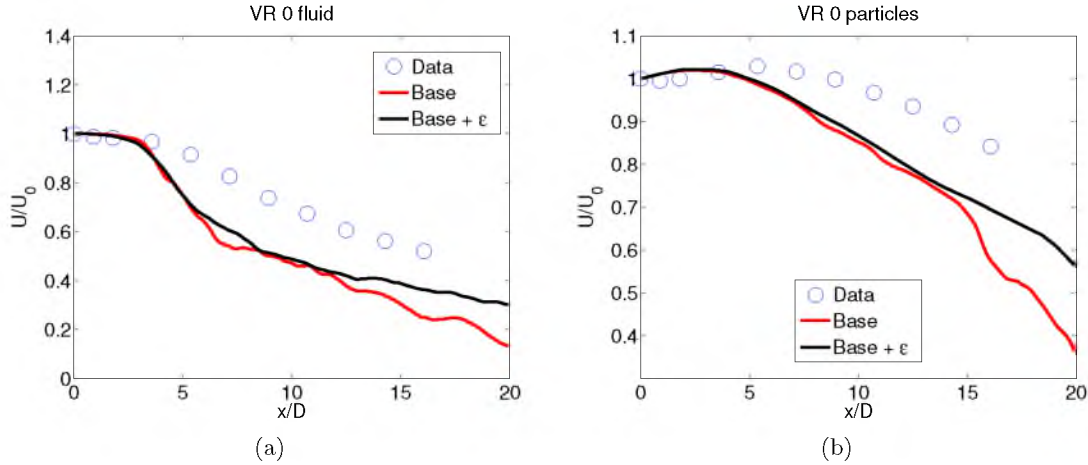 VR 0 fluid
1,4
1.2
1
0.8
0.6
0.4
0.2
0
U/U0
Data
Base
Base + ε
0
5
10
15
20
x/D
(a)
VR 0 particles
1.1
1
0.9
0.8
0.7
0.6
0.5
0.4
U/U0
Data
Base
Base + ε
0
5
10
15
20
x/D
(b)